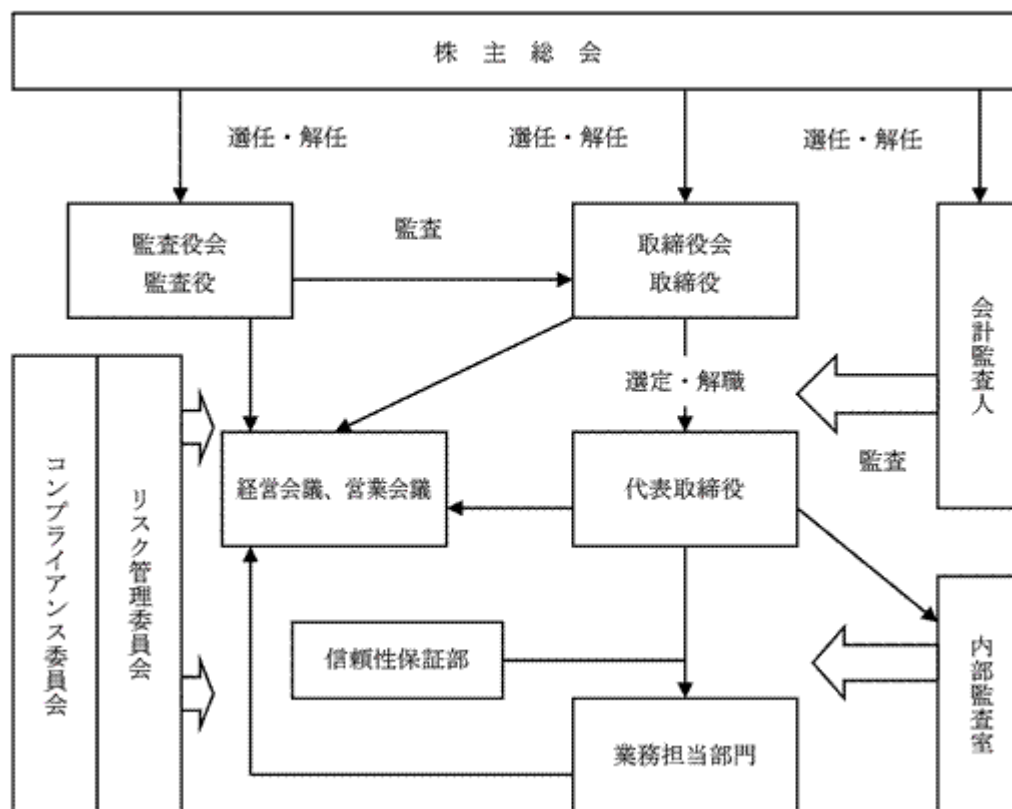 株主総会
選任・解任
選任・解任
選任・解任
監査役会
監査役
監査
取締役会
取締役
会計監査人
選定・解職
監査
コンプライアンス委員会
リスク管理委員会
経営会議、営業会議
代表取締役
信頼性保証部
内部監査室
業務担当部門